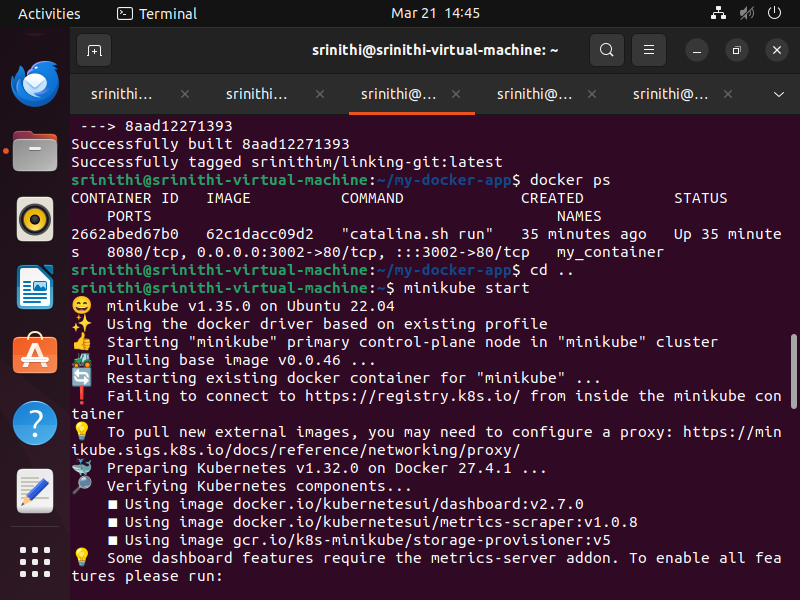 Activities
Terminal
Mar 21 14:45
srinithi@srinithi-virtual-machine: ~
srinithi...
srinithi...
srinithi@...
srinithi@...
srinithi@...
---> 8aad12271393
Successfully built 8aad12271393
Successfully tagged srinithim/linking-git:latest
srinithi@srinithi-virtual-machine:~/my-docker-app$ docker ps
CONTAINER ID   IMAGE          COMMAND             CREATED          STATUS
    PORTS                                             NAMES
2662abed67b0   62c1dacc09d2   "catalina.sh run"   35 minutes ago   Up 35 minute
s   8080/tcp, 0.0.0.0:3002->80/tcp, :::3002->80/tcp   my_container
srinithi@srinithi-virtual-machine:~/my-docker-app$ cd ..
srinithi@srinithi-virtual-machine:~$ minikube start
😄  minikube v1.35.0 on Ubuntu 22.04
✨  Using the docker driver based on existing profile
👍  Starting "minikube" primary control-plane node in "minikube" cluster
🚜  Pulling base image v0.0.46 ...
🔄  Restarting existing docker container for "minikube" ...
❗  Failing to connect to https://registry.k8s.io/ from inside the minikube con
tainer
💡  To pull new external images, you may need to configure a proxy: https://min
ikube.sigs.k8s.io/docs/reference/networking/proxy/
🐳  Preparing Kubernetes v1.32.0 on Docker 27.4.1 ...
🔎  Verifying Kubernetes components...
    ■ Using image docker.io/kubernetesui/dashboard:v2.7.0
    ■ Using image docker.io/kubernetesui/metrics-scraper:v1.0.8
    ■ Using image gcr.io/k8s-minikube/storage-provisioner:v5
💡  Some dashboard features require the metrics-server addon. To enable all fea
tures please run: